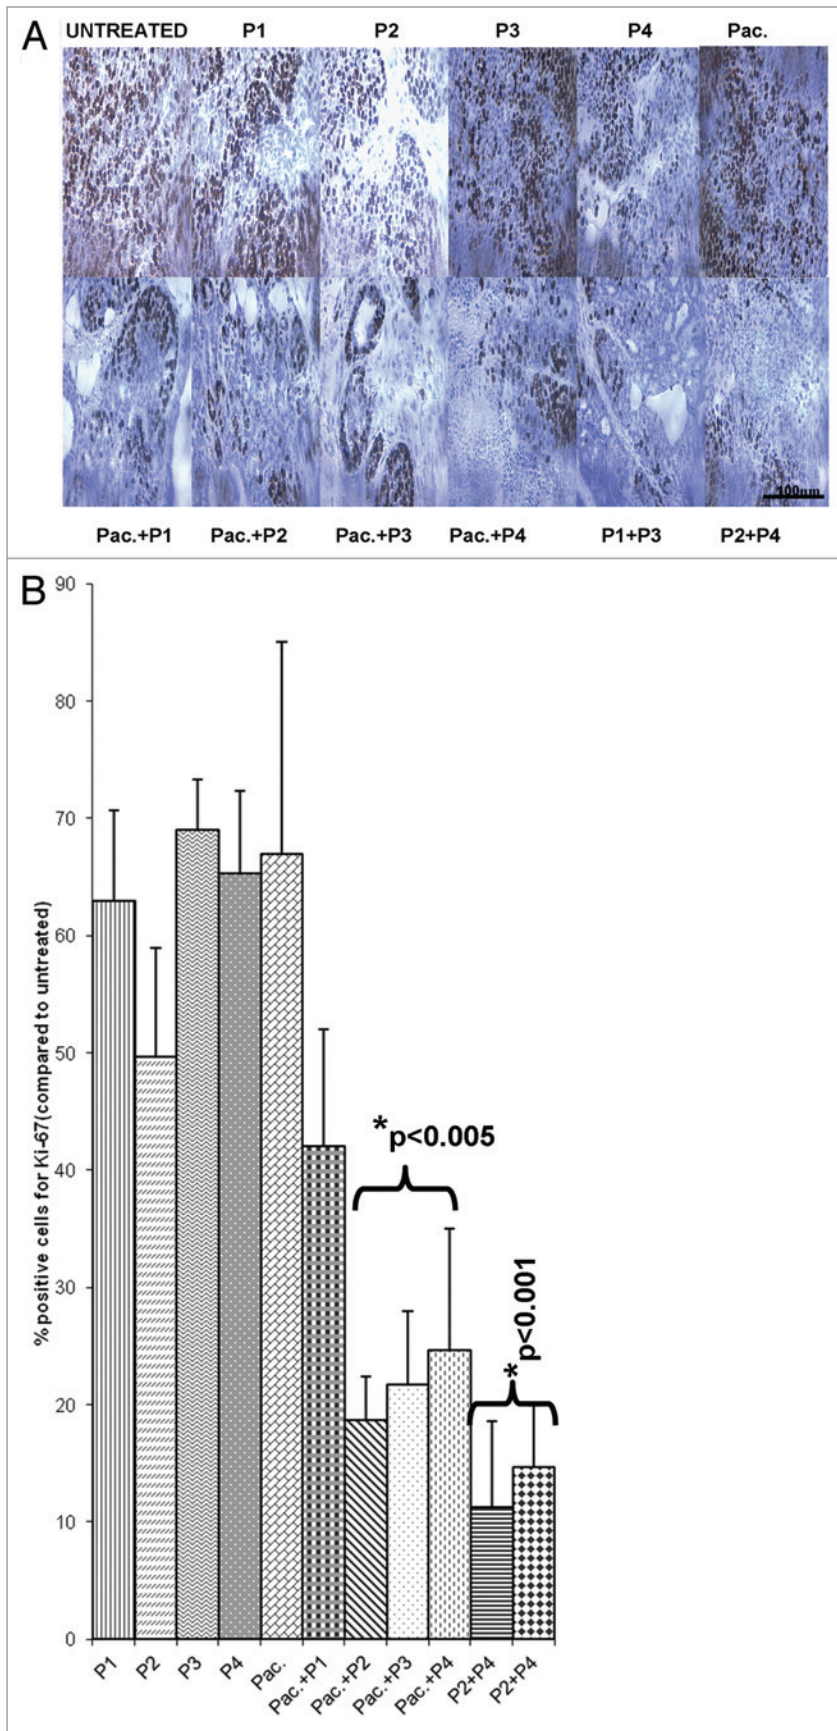 A
UNTREATED P1 P2 P3 P4 Pac.
100um
Pac.+P1 Pac.+P2 Pac.+P3 Pac.+P4 P1+P3 P2+P4
B
%positive cells for Ki-67(compared to untreated)
90
80
70
60
50
40
30
20
10
0
*p<0.005
*p<0.001
P1 P2 P3 P4 Pac. Pac.+P1 Pac.+P2 Pac.+P3 Pac.+P4 P2+P4 P2+P4